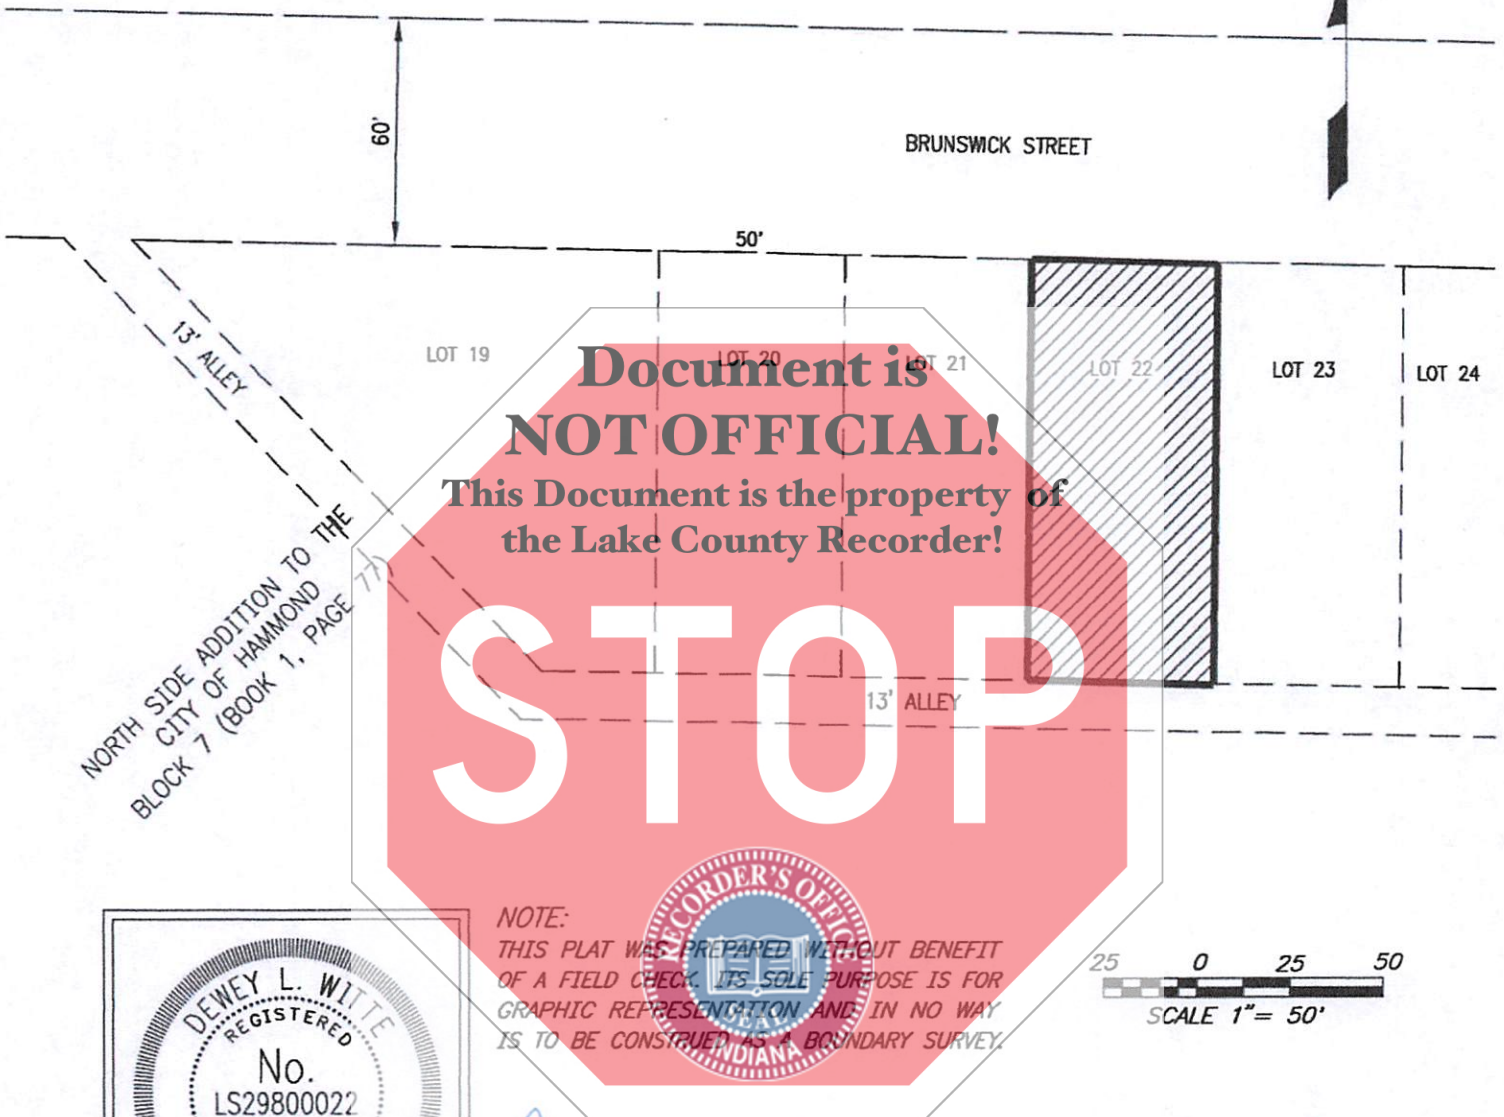 60'
BRUNSWICK STREET
50'
13' ALLEY
LOT 19
LOT 20
LOT 21
LOT 22
LOT 23
LOT 24
Document is
NOT OFFICIAL!
This Document is the property of
the Lake County Recorder!
STOP
NORTH SIDE ADDITION TO THE
CITY OF HAMMOND
BLOCK 7 (BOOK 1, PAGE 77)
13' ALLEY
RECORDER'S OFFICE
SEAL
INDIANA
NOTE:
THIS PLAT WAS PREPARED WITHOUT BENEFIT
OF A FIELD CHECK. ITS SOLE PURPOSE IS FOR
GRAPHIC REPRESENTATION AND IN NO WAY
IS TO BE CONSTRUED AS A BOUNDARY SURVEY.
25 0 25 50
SCALE 1"= 50'
DEWEY L. WITTE
REGISTERED
No.
LS29800022